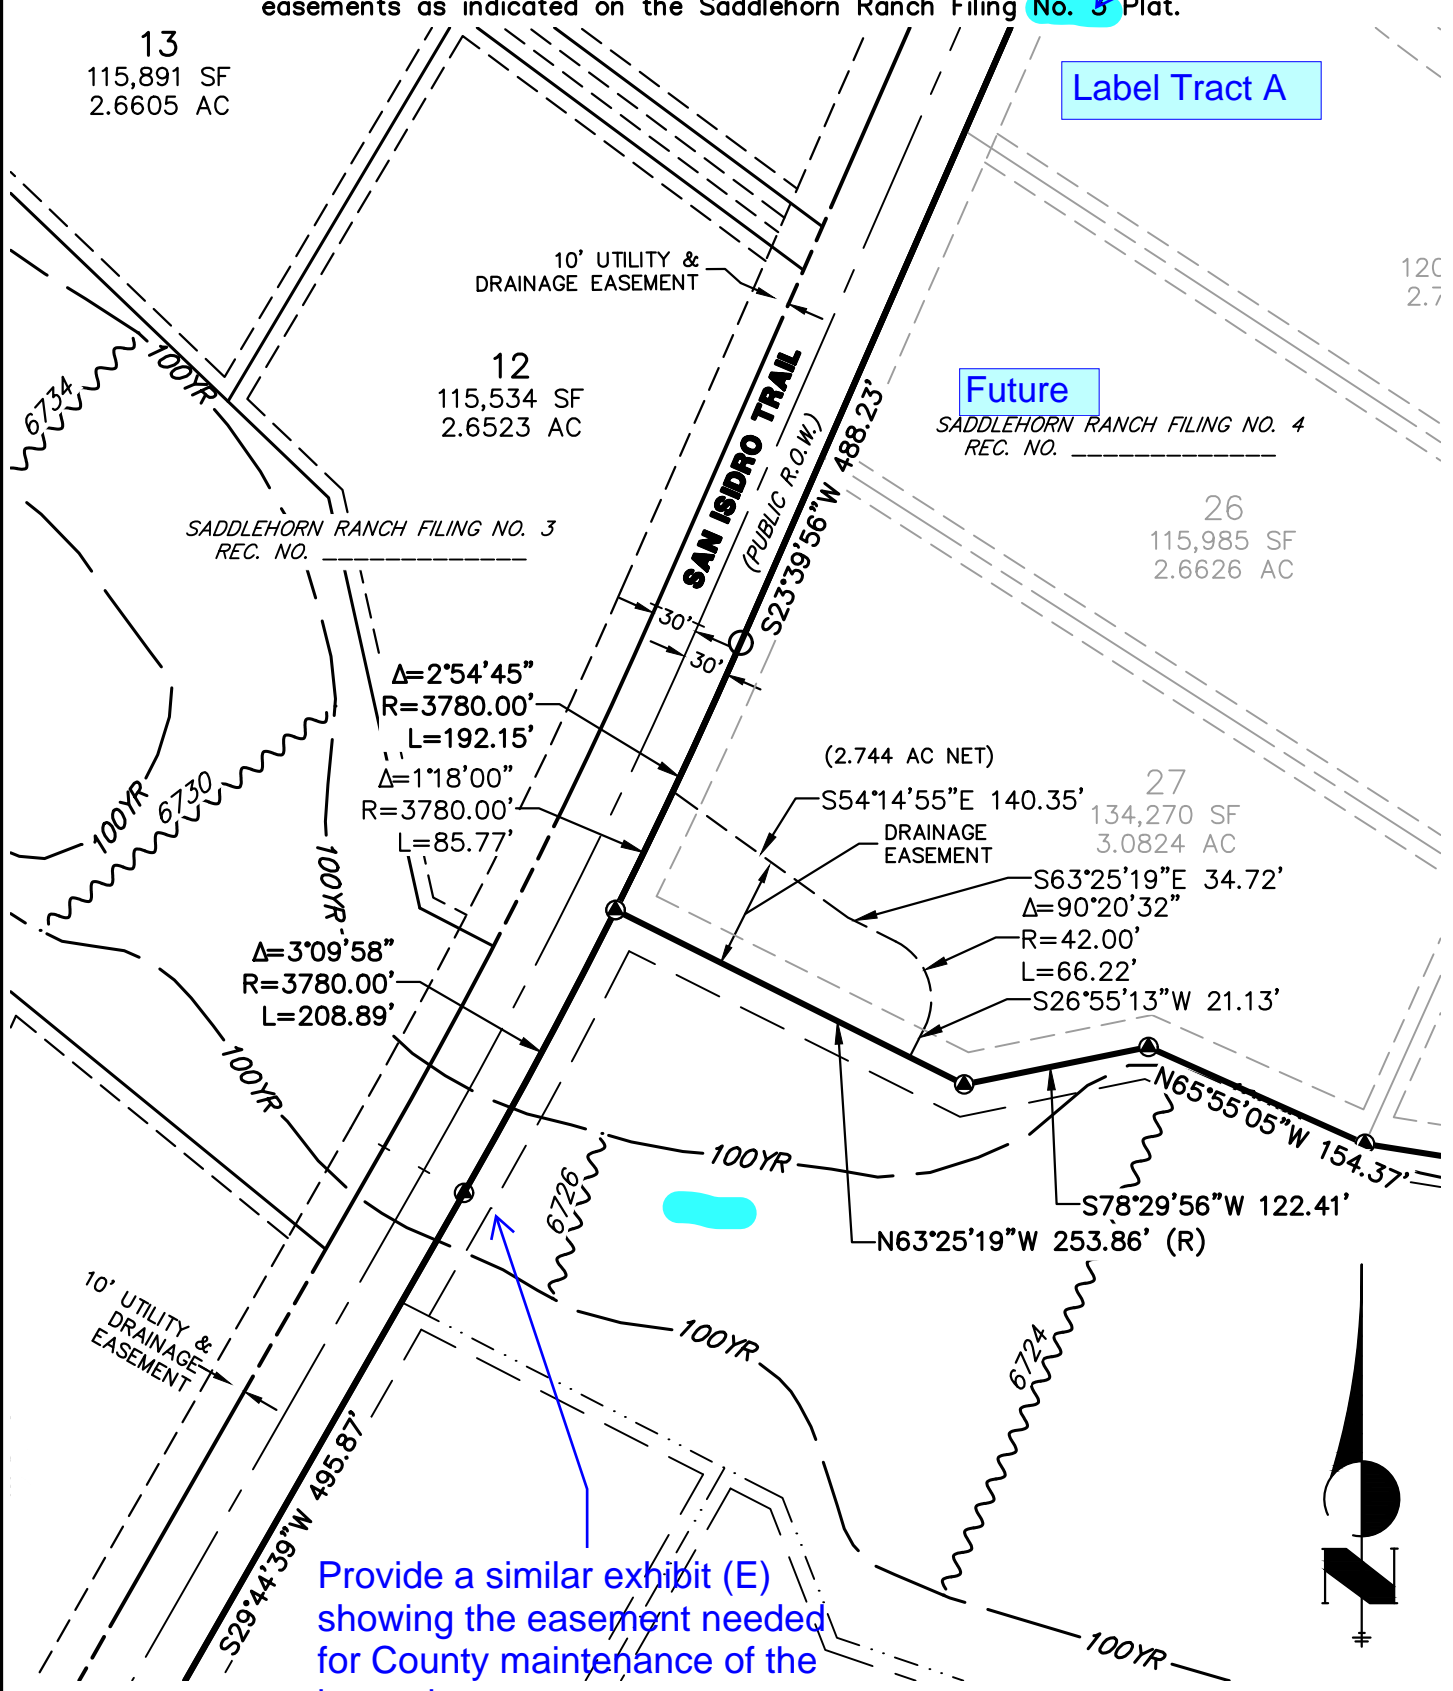 easements as indicated on the Saddlehorn Ranch Filing No. 3 Plat.
13
115,891 SF
2.6605 AC
Label Tract A
10' UTILITY &
DRAINAGE EASEMENT
120
2.7
12
115,534 SF
2.6523 AC
100YR
6734
Future
SADDLEHORN RANCH FILING NO. 4
REC. NO. _____________
SAN ISIDRO TRAIL
(PUBLIC R.O.W.)
S23°39'56"W 488.23'
26
115,985 SF
2.6626 AC
SADDLEHORN RANCH FILING NO. 3
REC. NO. _____________
30'
30'
Δ=2°54'45"
R=3780.00'
L=192.15'
Δ=1°18'00"
R=3780.00'
L=85.77'
6730
100YR
100YR
(2.744 AC NET)
S54°14'55"E 140.35'
27
134,270 SF
3.0824 AC
DRAINAGE
EASEMENT
S63°25'19"E 34.72'
Δ=90°20'32"
R=42.00'
L=66.22'
S26°55'13"W 21.13'
Δ=3°09'58"
R=3780.00'
L=208.89'
100YR
N65°55'05"W 154.37'
100YR
6726
S78°29'56"W 122.41'
N63°25'19"W 253.86' (R)
10' UTILITY &
DRAINAGE
EASEMENT
100YR
6724
S29°44'39"W 495.87'
N
Provide a similar exhibit (E)
showing the easement needed
for County maintenance of the
100YR